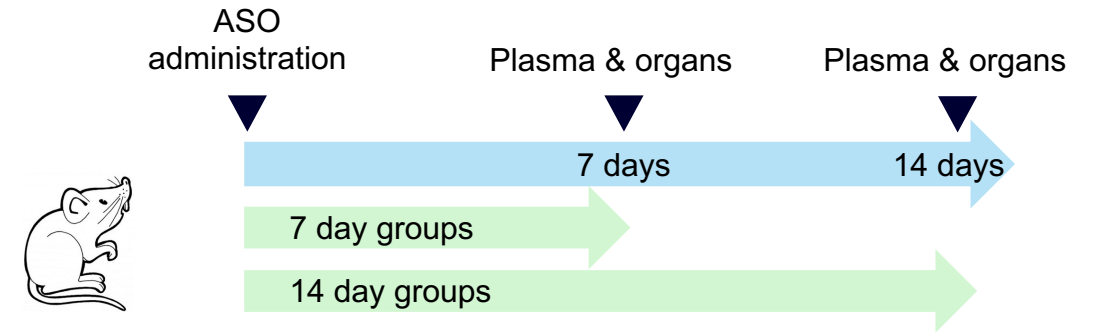 ASO
administration
Plasma & organs
Plasma & organs
7 days
14 days
7 day groups
14 day groups